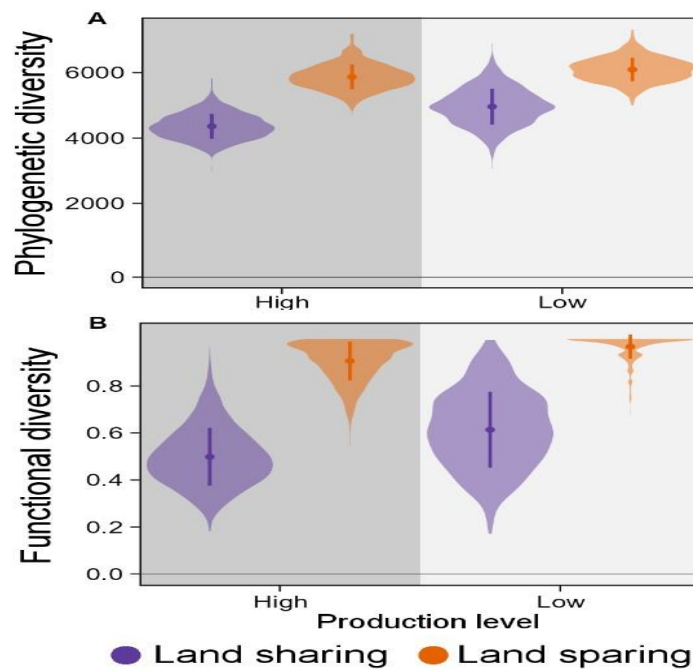 A
Phylogenetic diversity
6000
4000
2000
0
High
Low
B
Functional diversity
0.8
0.6
0.4
0.2
0.0
High
Low
Production level
Land sharing
Land sparing